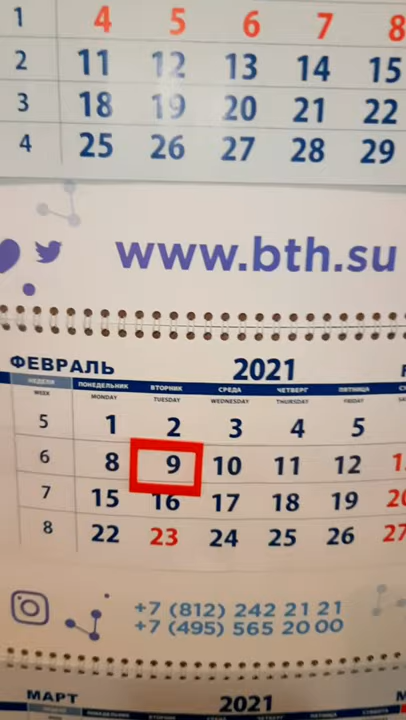 1 4 5 6 7 8
2 11 12 13 14 15
3 18 19 20 21 22
4 25 26 27 28 29
www.bth.su
ФЕВРАЛЬ 2021
НЕДЕЛЯ ПОНЕДЕЛЬНИК ВТОРНИК СРЕДА ЧЕТВЕРГ ПЯТНИЦА
WEEK MONDAY TUESDAY WEDNESDAY THURSDAY FRIDAY
5 1 2 3 4 5
6 8 9 10 11 12
7 15 16 17 18 19
8 22 23 24 25 26 27
+7 (812) 242 21 21
+7 (495) 565 20 00
МАРТ 2021